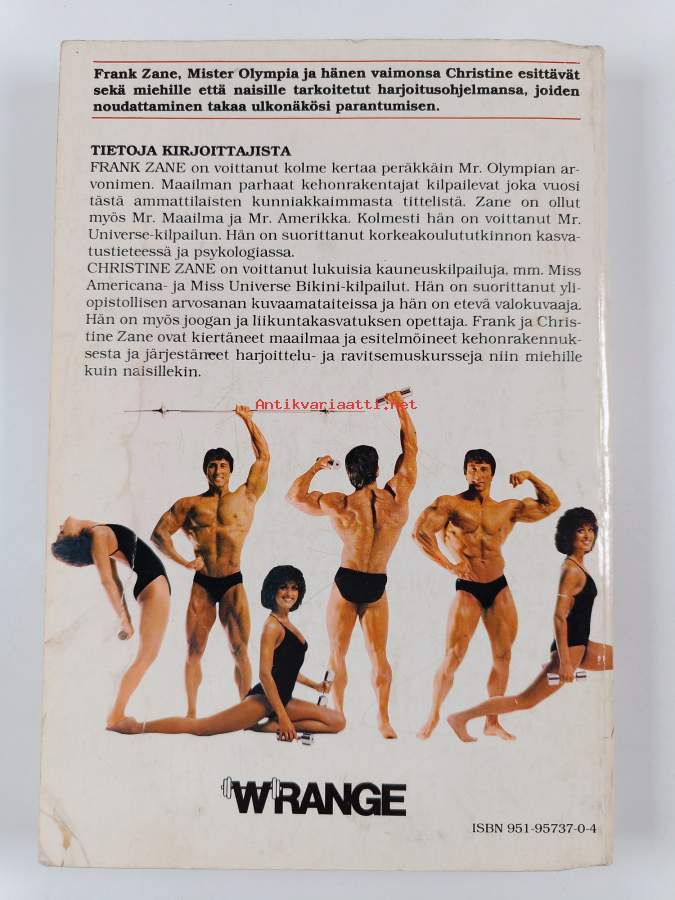 Frank Zane, Mister Olympia ja hänen vaimonsa Christine esittävät
sekä miehille että naisille tarkoitetut harjoitusohjelmansa, joiden
noudattaminen takaa ulkonäkösi parantumisen.
TIETOJA KIRJOITTAJISTA
FRANK ZANE on voittanut kolme kertaa peräkkäin Mr. Olympian ar-
vonimen. Maailman parhaat kehonrakentajat kilpailevat joka vuosi
tästä ammattilaisten kunniakkaimmasta tittelistä. Zane on ollut
myös Mr. Maailma ja Mr. Amerikka. Kolmesti hän on voittanut Mr.
Universe-kilpailun. Hän on suorittanut korkeakoulututkinnon kasva-
tustieteessä ja psykologiassa.
CHRISTINE ZANE on voittanut lukuisia kauneuskilpailuja, mm. Miss
Americana- ja Miss Universe Bikini-kilpailut. Hän on suorittanut yli-
opistollisen arvosanan kuvaamataiteissa ja hän on etevä valokuvaaja.
Hän on myös joogan ja liikuntakasvatuksen opettaja. Frank ja Chris-
tine Zane ovat kiertäneet maailmaa ja esitelmöineet kehonrakennuk-
sesta ja järjestäneet harjoittelu- ja ravitsemuskursseja niin miehille
kuin naisillekin.
Antikvariaatti.net
WRANGE
ISBN 951-95737-0-4